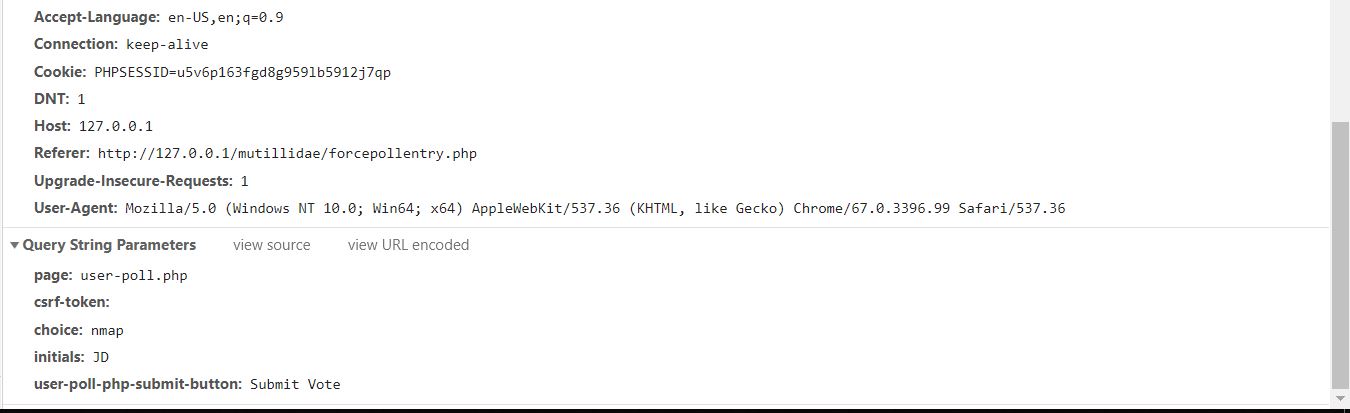 Accept-Language: en-US,en;q=0.9
Connection: keep-alive
Cookie: PHPSESSID=u5v6p163fgd8g959lb5912j7qp
DNT: 1
Host: 127.0.0.1
Referer: http://127.0.0.1/mutillidae/forcepollentry.php
Upgrade-Insecure-Requests: 1
User-Agent: Mozilla/5.0 (Windows NT 10.0; Win64; x64) AppleWebKit/537.36 (KHTML, like Gecko) Chrome/67.0.3396.99 Safari/537.36
Query String Parameters view source view URL encoded
page: user-poll.php
csrf-token:
choice: nmap
initials: JD
user-poll-php-submit-button: Submit Vote